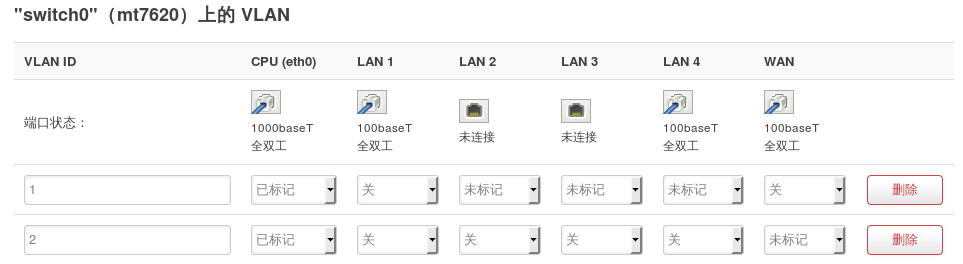 "switch0"（mt7620）上的 VLAN
VLAN ID CPU (eth0) LAN 1 LAN 2 LAN 3 LAN 4 WAN
端口状态： 1000baseT 全双工 100baseT 全双工 未连接 未连接 100baseT 全双工 100baseT 全双工
1 已标记 关 未标记 未标记 未标记 关 删除
2 已标记 关 关 关 关 未标记 删除